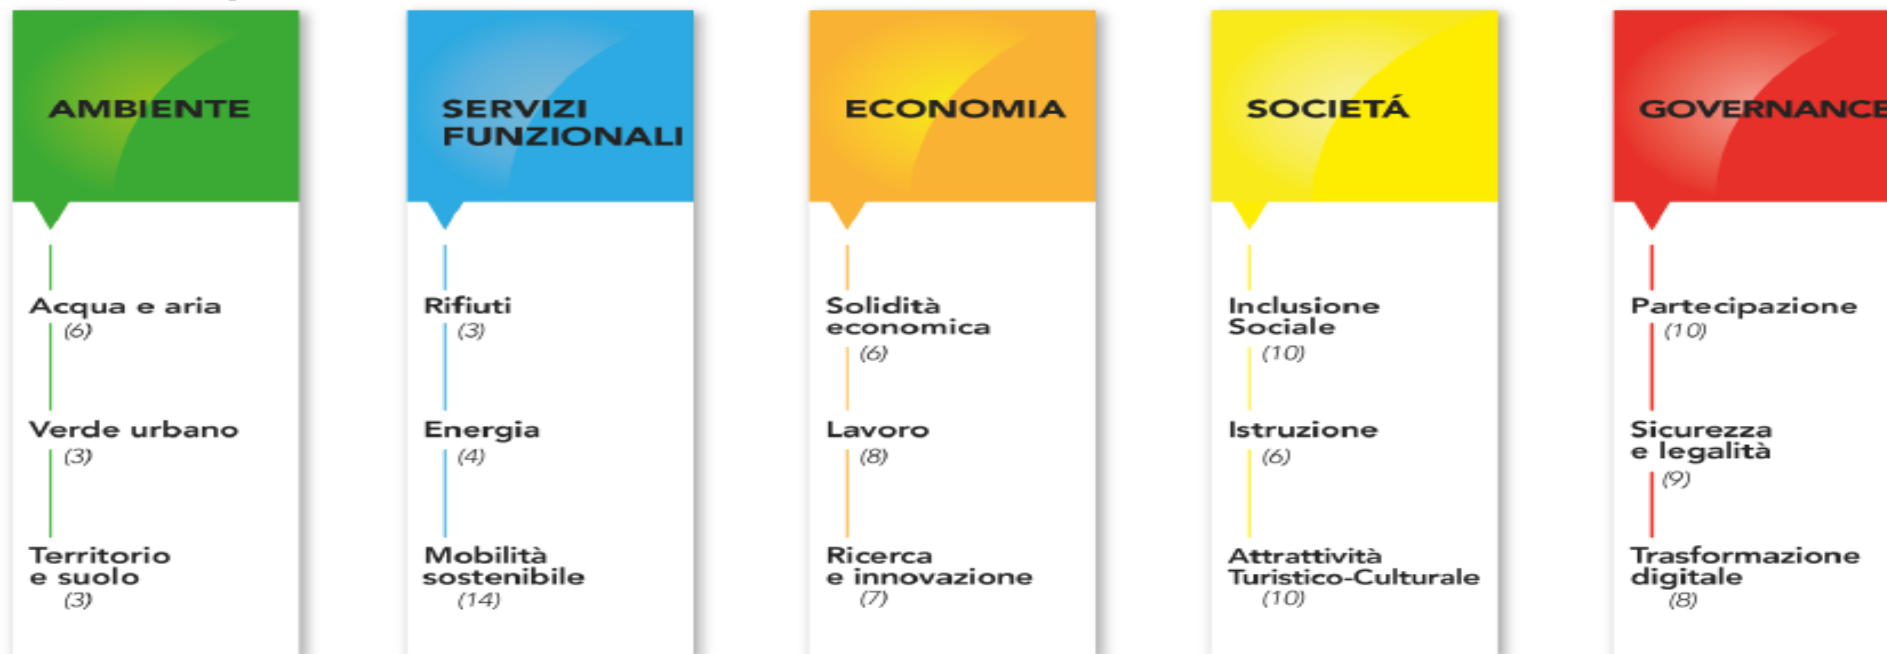 AMBIENTE
Acqua e aria
(6)
Verde urbano
(3)
Territorio
e suolo
(3)
SERVIZI
FUNZIONALI
Rifiuti
(3)
Energia
(4)
Mobilità
sostenibile
(14)
ECONOMIA
Solidità
economica
(6)
Lavoro
(8)
Ricerca
e innovazione
(7)
SOCIETÁ
Inclusione
Sociale
(10)
Istruzione
(6)
Attrattività
Turistico-Culturale
(10)
GOVERNANCE
Partecipazione
(10)
Sicurezza
e legalità
(9)
Trasformazione
digitale
(8)